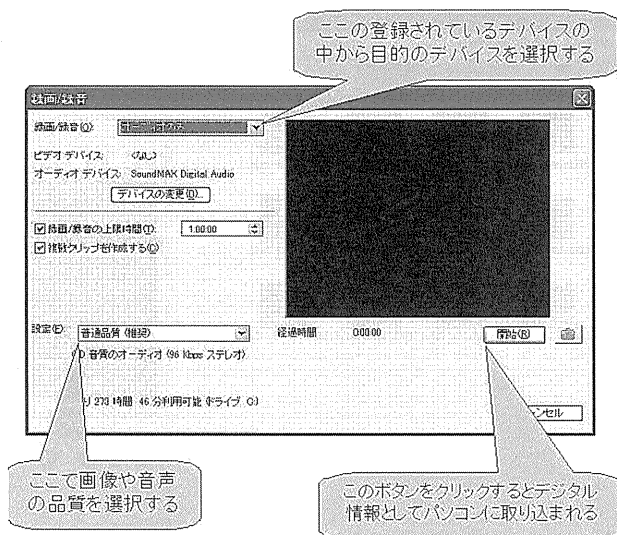 ここの登録されているデバイスの
中から目的のデバイスを選択する
録画/録音
録画/録音(O):
ビデオ デバイス: (なし)
オーディオ デバイス: SoundMAX Digital Audio
デバイスの変更(D)...
録画/録音の上限時間(T): 1:00:00
複数クリップを作成する(C)
設定(E): 普通品質 (推奨)
経過時間 0:00:00
開始(R)
音質のオーディオ (96 Kbps ステレオ)
273 時間 46 分利用可能 (ドライブ C:)
ンセル
ここで画像や音声
の品質を選択する
このボタンをクリックするとデジタル
情報としてパソコンに取り込まれる